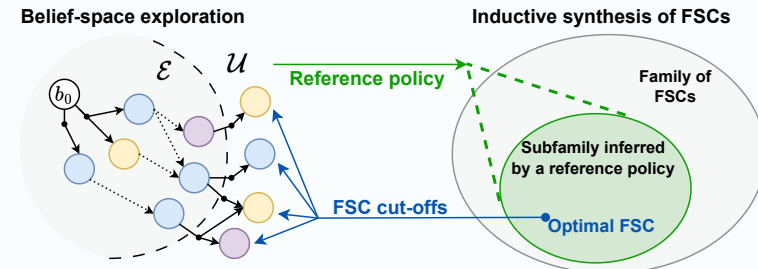 Belief-space exploration
Inductive synthesis of FSCs
ℰ
𝒰
b₀
Reference policy
Family of
FSCs
Subfamily inferred
by a reference policy
FSC cut-offs
Optimal FSC